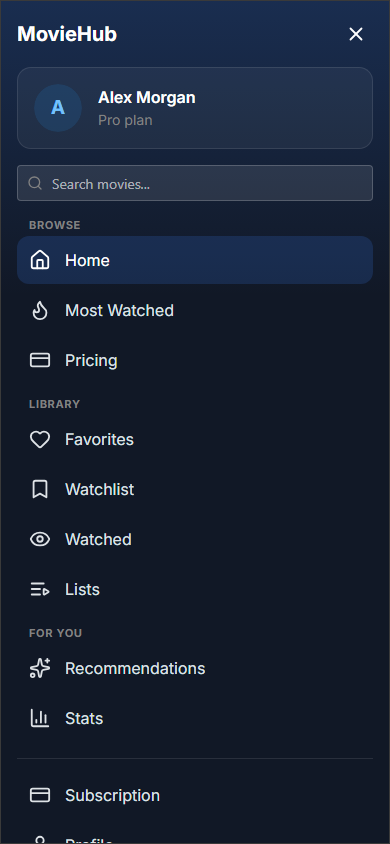 MovieHub
A
Alex Morgan
Pro plan
Search movies...
BROWSE
Home
Most Watched
Pricing
LIBRARY
Favorites
Watchlist
Watched
Lists
FOR YOU
Recommendations
Stats
Subscription
Profile